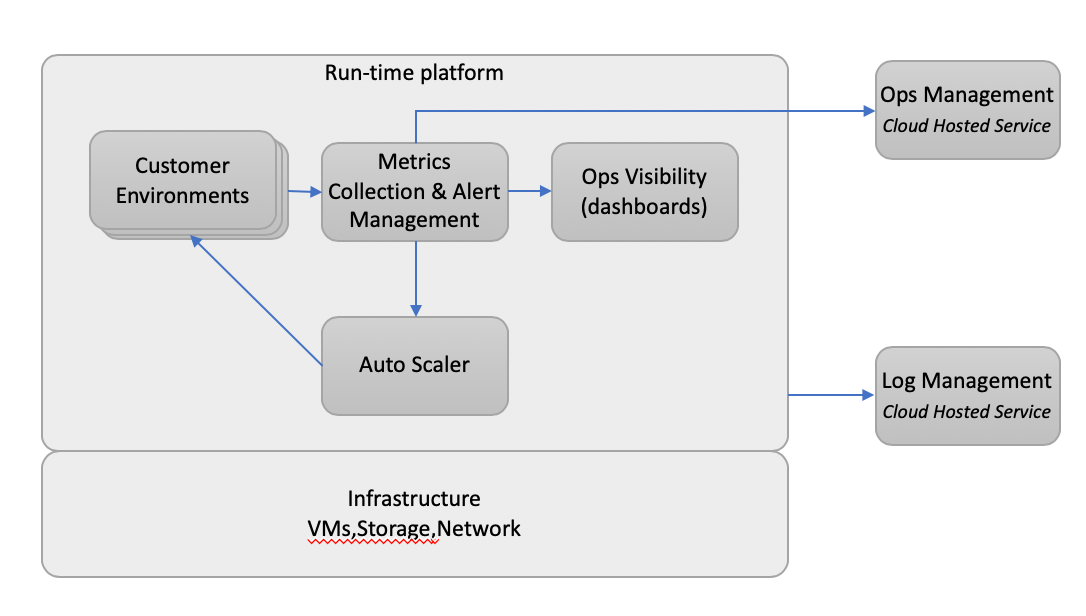 Run-time platform
Ops Management
Cloud Hosted Service
Customer
Environments
Metrics
Collection & Alert
Management
Ops Visibility
(dashboards)
Auto Scaler
Log Management
Cloud Hosted Service
Infrastructure
VMs,Storage,Network